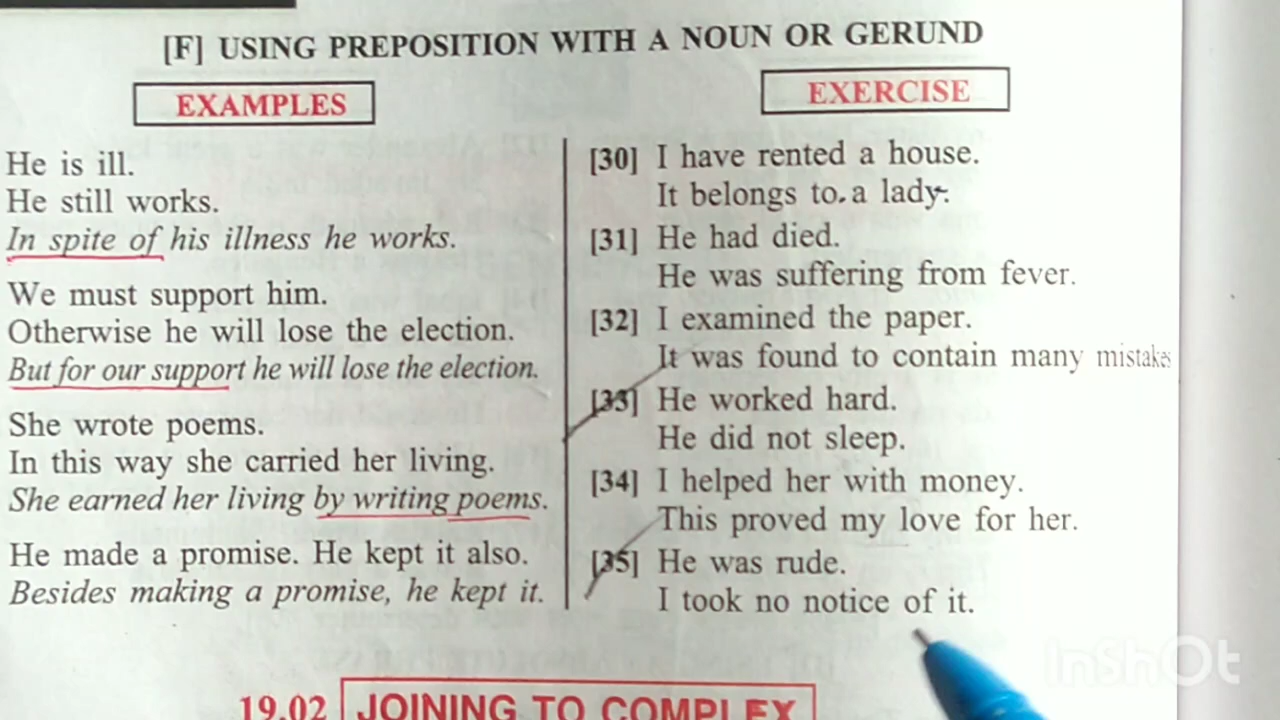 [F] USING PREPOSITION WITH A NOUN OR GERUND
EXAMPLES
He is ill.
He still works.
In spite of his illness he works.
We must support him.
Otherwise he will lose the election.
But for our support he will lose the election.
She wrote poems.
In this way she carried her living.
She earned her living by writing poems.
He made a promise. He kept it also.
Besides making a promise, he kept it.
EXERCISE
[30] I have rented a house.
It belongs to a lady.
[31] He had died.
He was suffering from fever.
[32] I examined the paper.
It was found to contain many mistakes
[33] He worked hard.
He did not sleep.
[34] I helped her with money.
This proved my love for her.
[35] He was rude.
I took no notice of it.
19.02 JOINING TO COMPLEX
InShOt